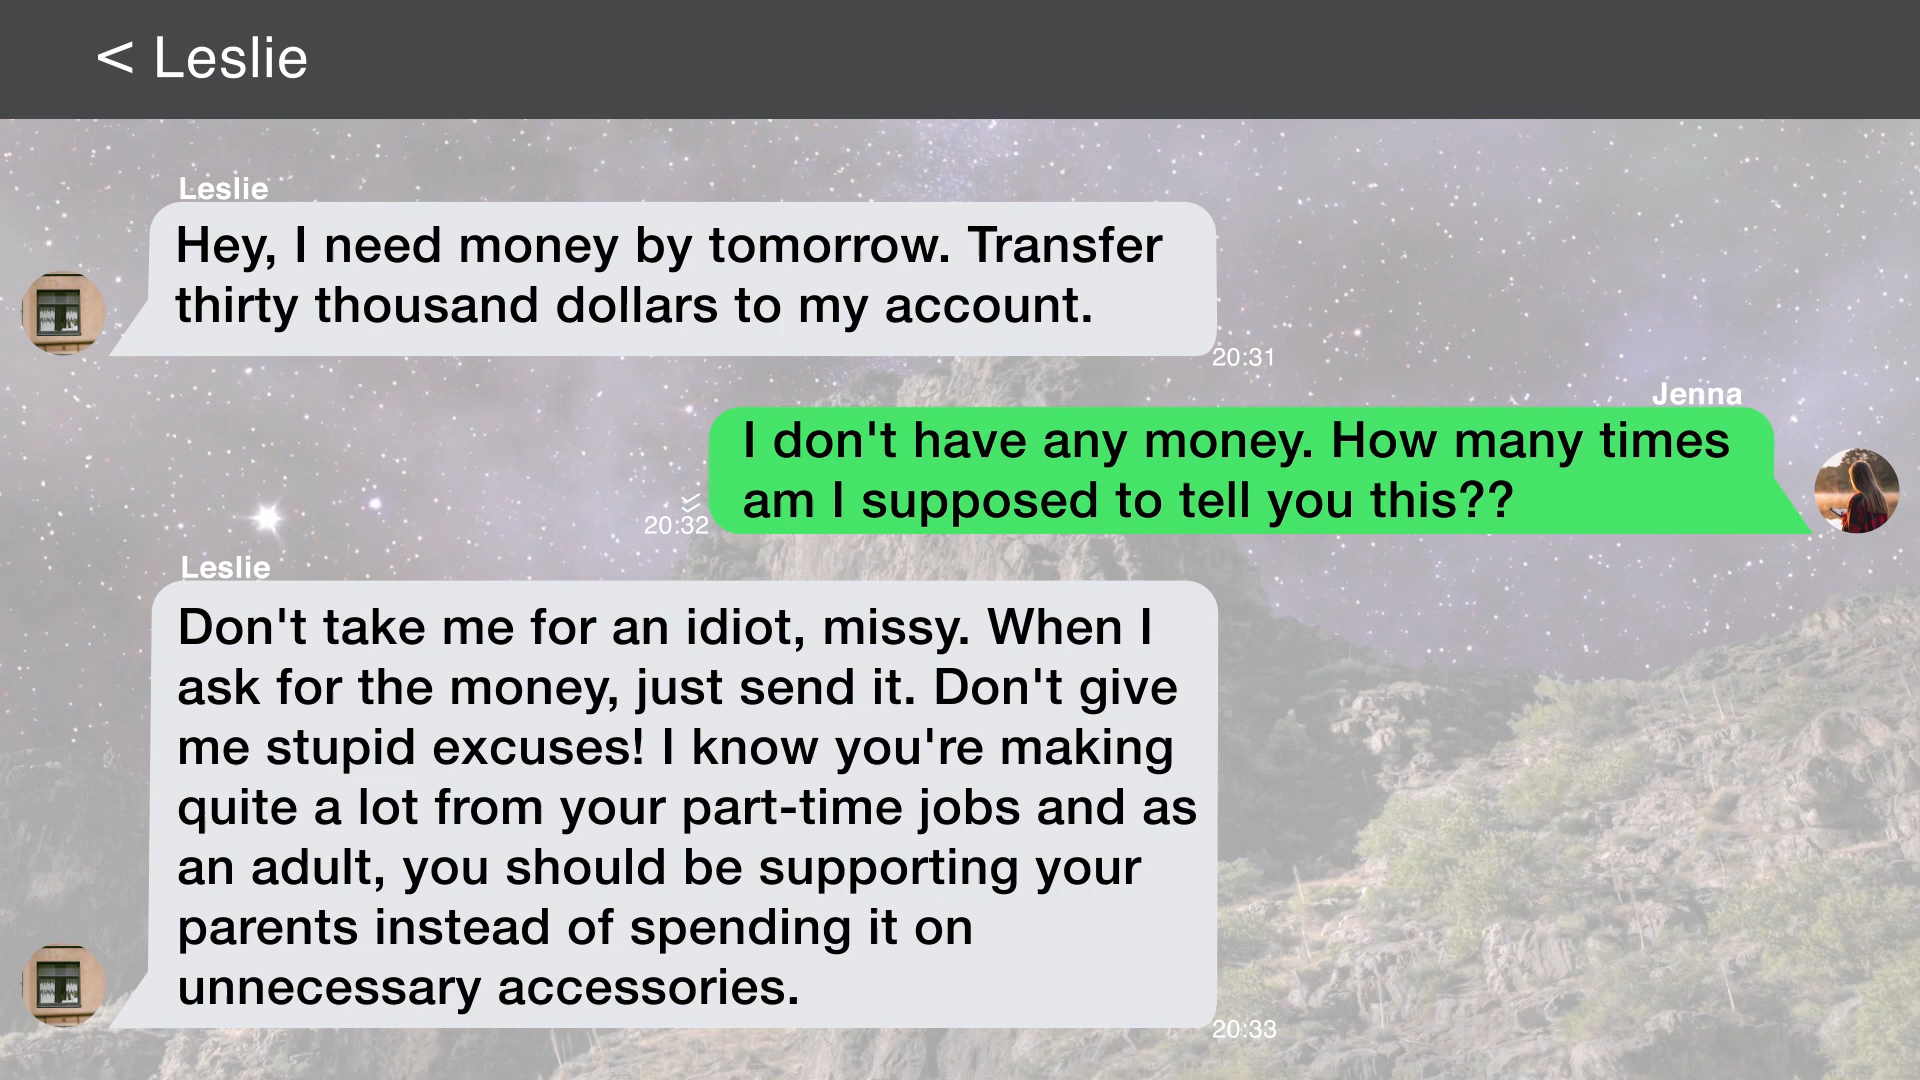 < Leslie
Leslie
Hey, I need money by tomorrow. Transfer
thirty thousand dollars to my account.
20:31
Jenna
I don't have any money. How many times
am I supposed to tell you this??
20:32
Leslie
Don't take me for an idiot, missy. When I
ask for the money, just send it. Don't give
me stupid excuses! I know you're making
quite a lot from your part-time jobs and as
an adult, you should be supporting your
parents instead of spending it on
unnecessary accessories.
20:33